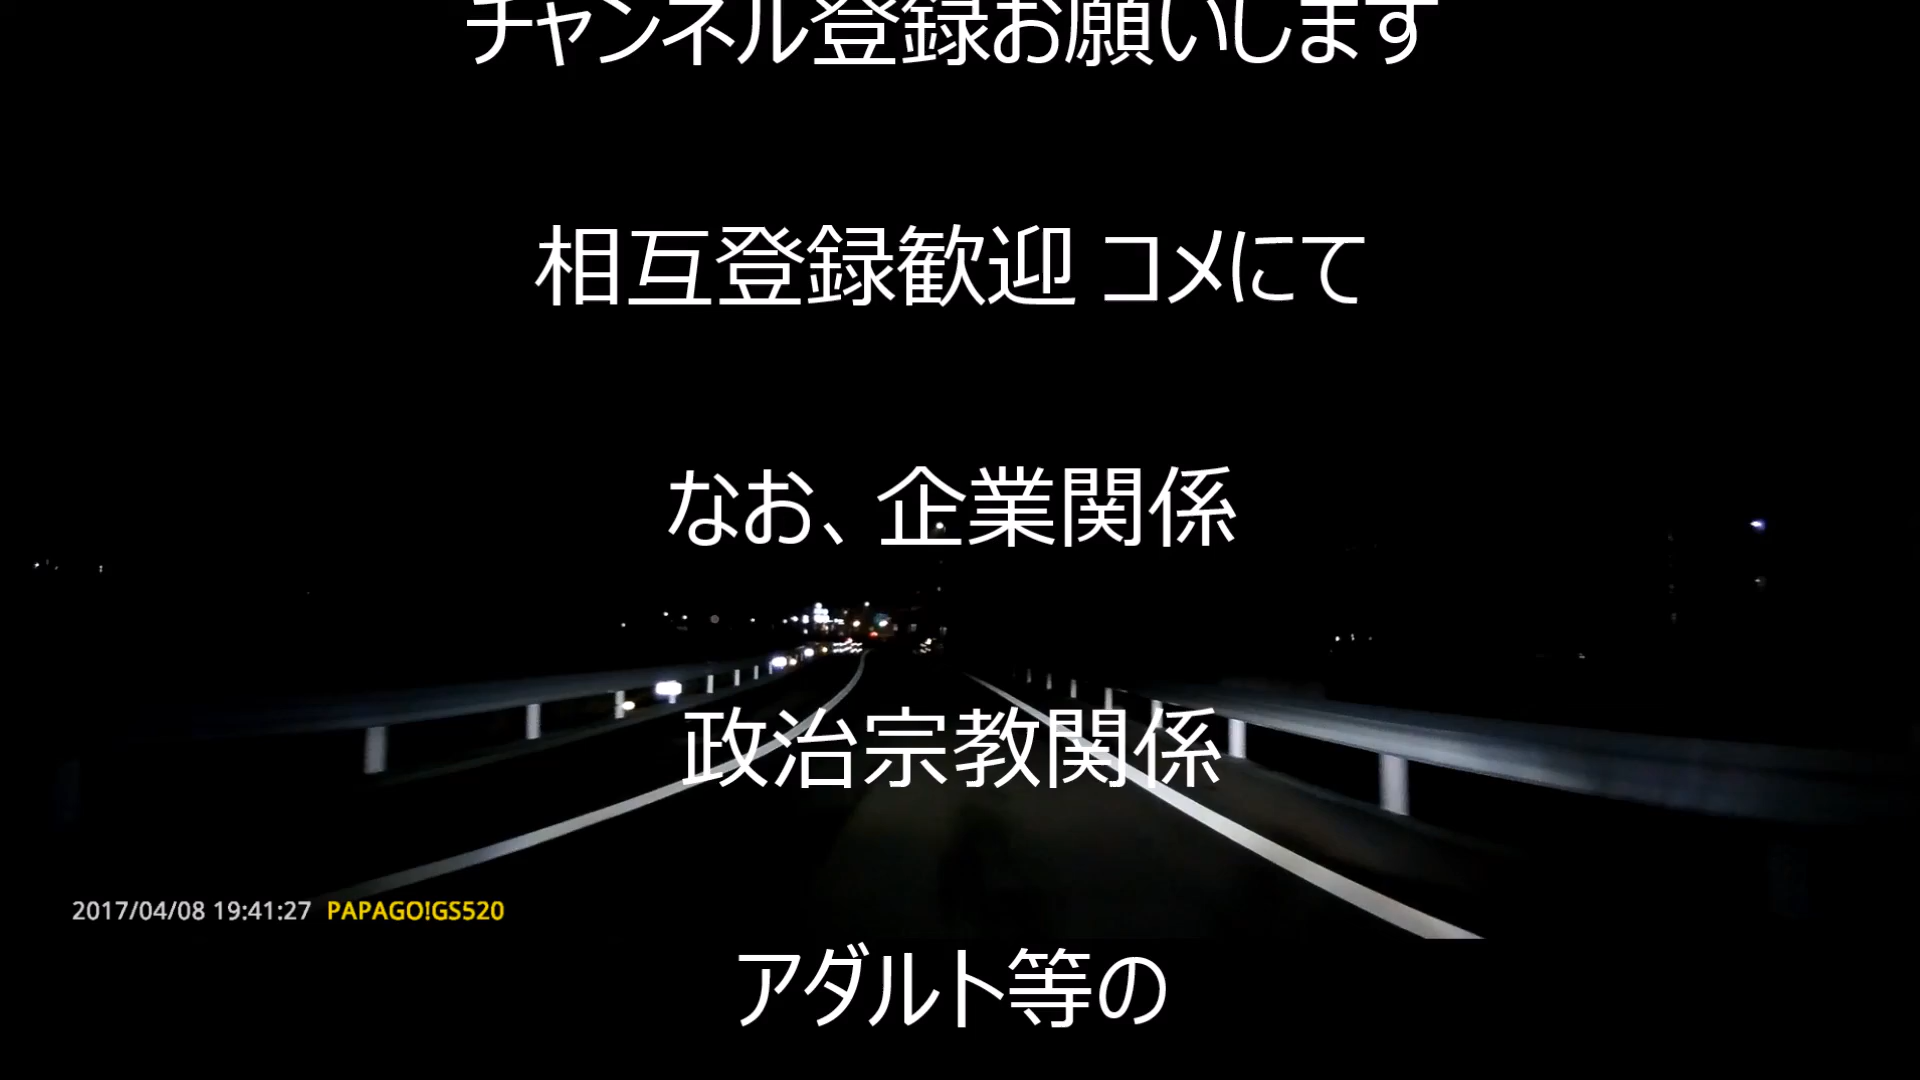 チャンネル登録お願いします
相互登録歓迎 コメにて
なお、企業関係
政治宗教関係
2017/04/08 19:41:27 PAPAGO!GS520
アダルト等の